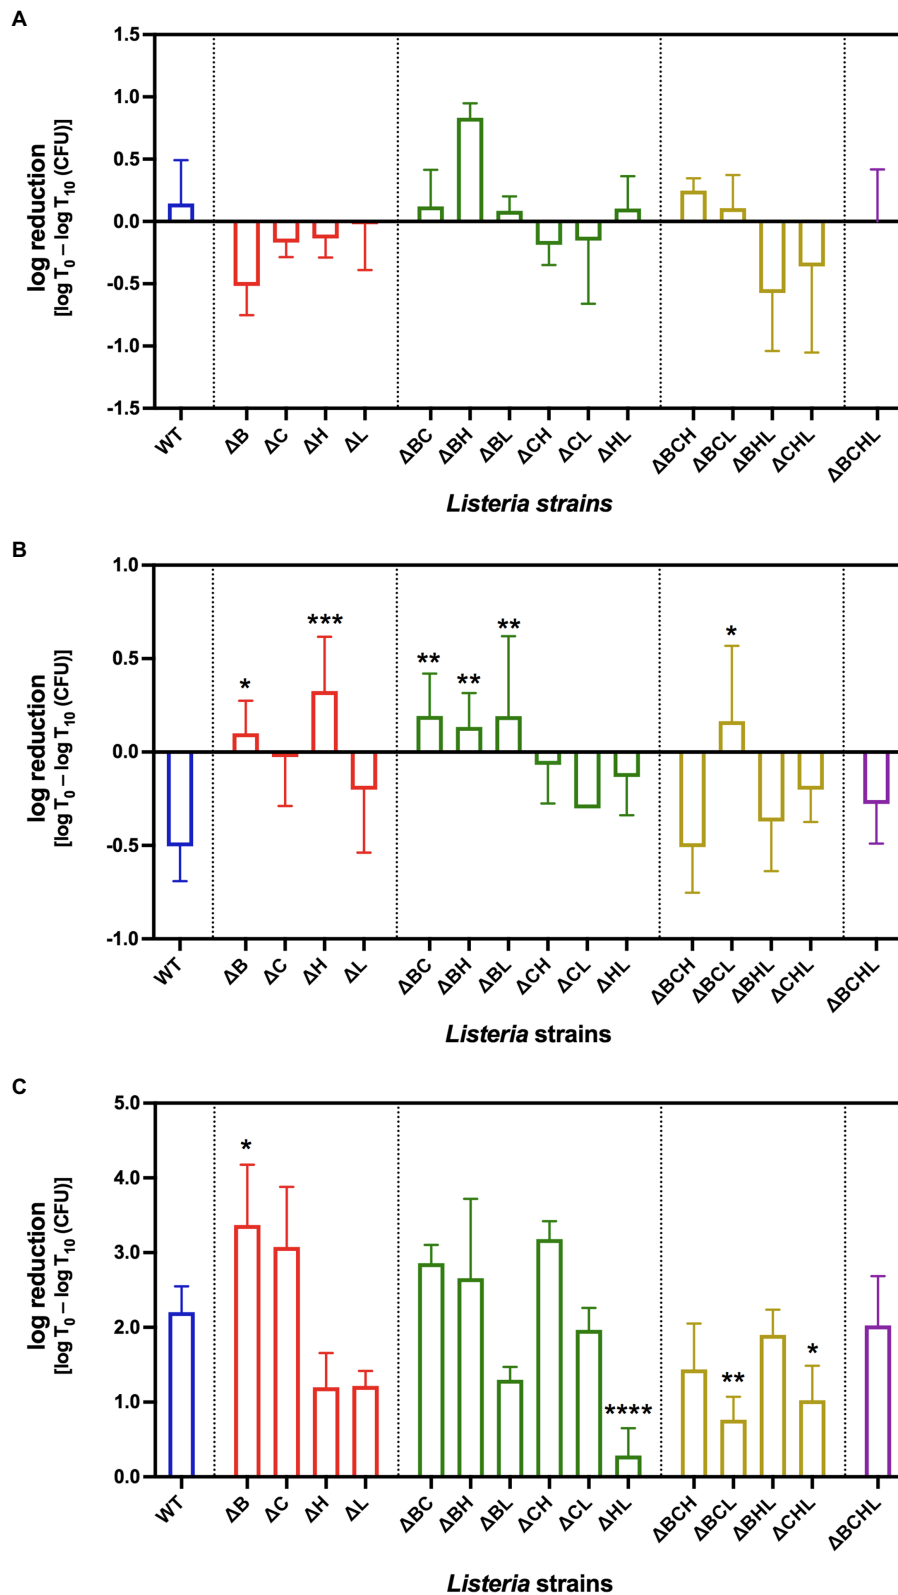 A
log reduction
[log T0 – log T10 (CFU)]
1.5
1.0
0.5
0.0
-0.5
-1.0
-1.5
WT ΔB ΔC ΔH ΔL ΔBC ΔBH ΔBL ΔCH ΔCL ΔHL ΔBCH ΔBCL ΔBHL ΔCHL ΔBCHL
Listeria strains
B
log reduction
[log T0 – log T10 (CFU)]
1.0
0.5
0.0
-0.5
-1.0
* *** ** ** ** *
WT ΔB ΔC ΔH ΔL ΔBC ΔBH ΔBL ΔCH ΔCL ΔHL ΔBCH ΔBCL ΔBHL ΔCHL ΔBCHL
Listeria strains
C
log reduction
[log T0 – log T10 (CFU)]
5.0
4.0
3.0
2.0
1.0
0.0
* **** ** *
WT ΔB ΔC ΔH ΔL ΔBC ΔBH ΔBL ΔCH ΔCL ΔHL ΔBCH ΔBCL ΔBHL ΔCHL ΔBCHL
Listeria strains